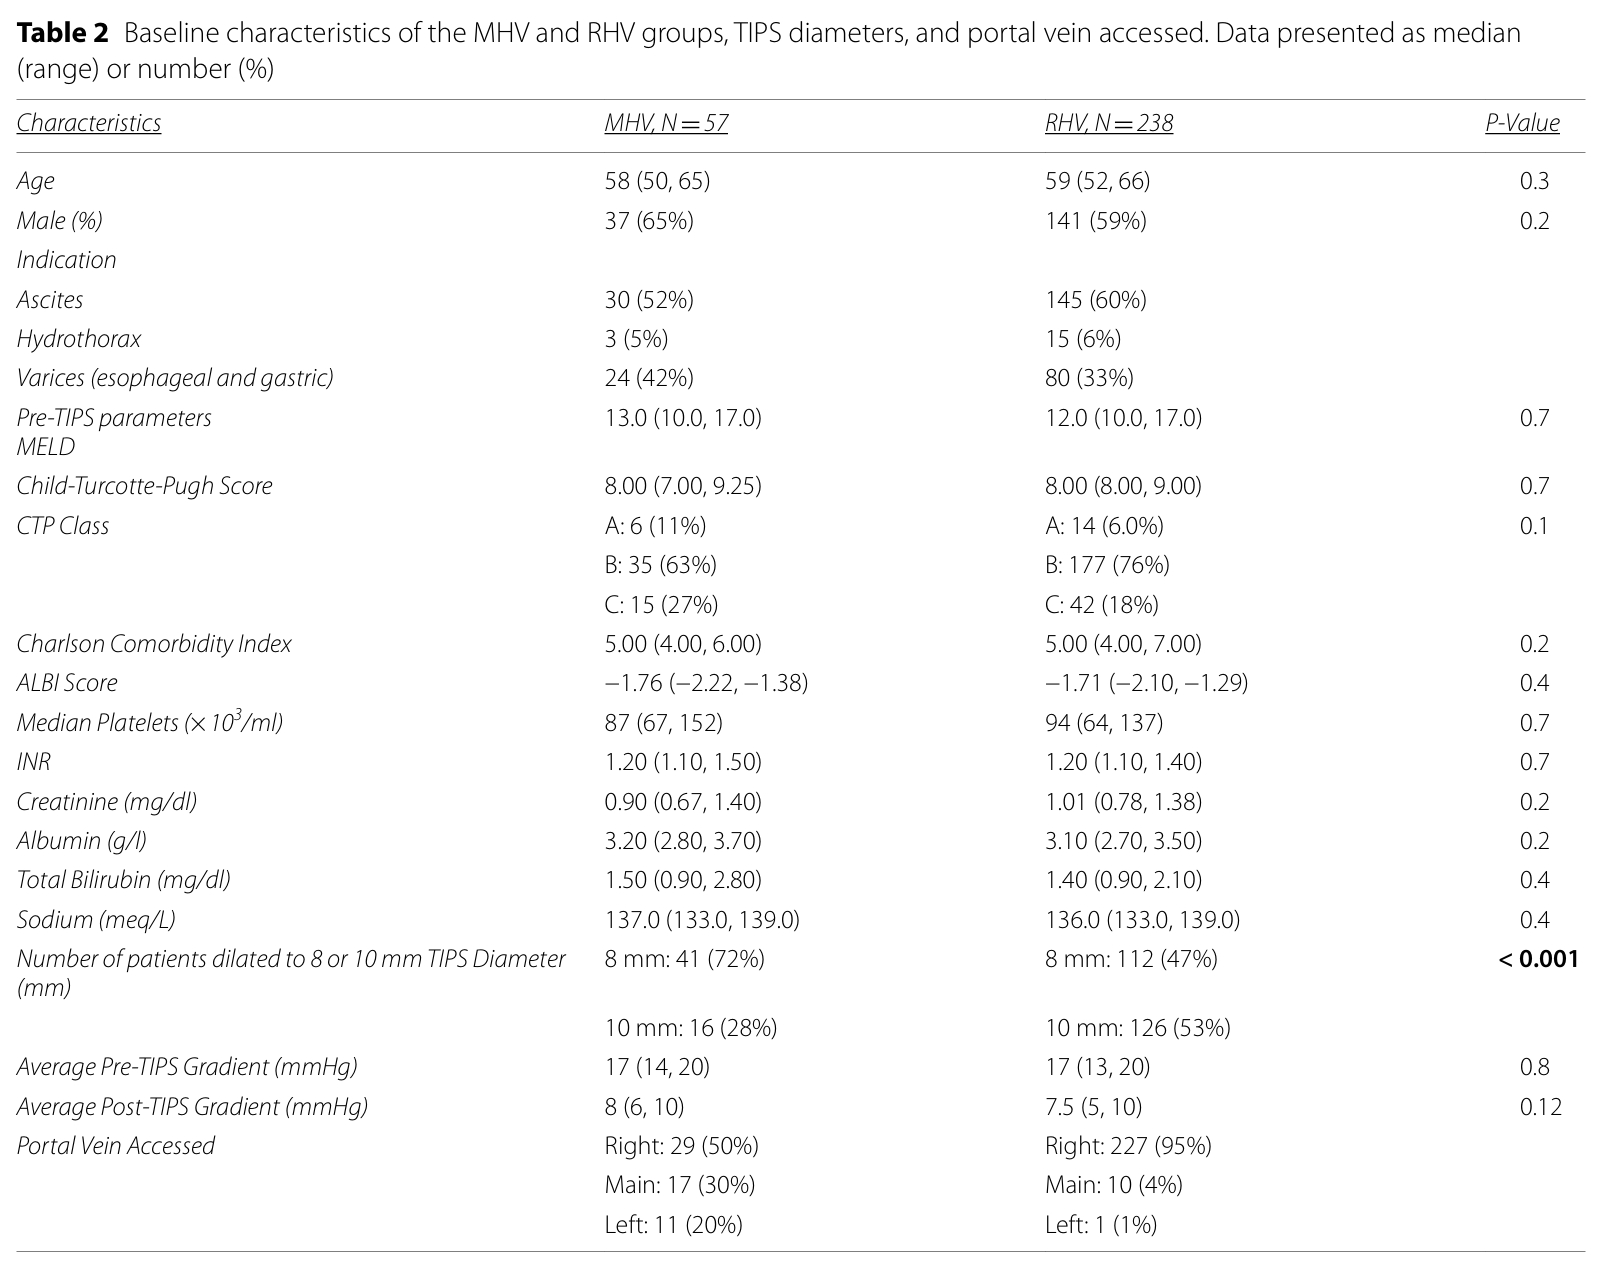 Table 2 Baseline characteristics of the MHV and RHV groups, TIPS diameters, and portal vein accessed. Data presented as median
(range) or number (%)
Characteristics MHV, N = 57 RHV, N = 238 P-Value
Age 58 (50, 65) 59 (52, 66) 0.3
Male (%) 37 (65%) 141 (59%) 0.2
Indication
Ascites 30 (52%) 145 (60%)
Hydrothorax 3 (5%) 15 (6%)
Varices (esophageal and gastric) 24 (42%) 80 (33%)
Pre-TIPS parameters 13.0 (10.0, 17.0) 12.0 (10.0, 17.0) 0.7
MELD
Child-Turcotte-Pugh Score 8.00 (7.00, 9.25) 8.00 (8.00, 9.00) 0.7
CTP Class A: 6 (11%) A: 14 (6.0%) 0.1
B: 35 (63%) B: 177 (76%)
C: 15 (27%) C: 42 (18%)
Charlson Comorbidity Index 5.00 (4.00, 6.00) 5.00 (4.00, 7.00) 0.2
ALBI Score −1.76 (−2.22, −1.38) −1.71 (−2.10, −1.29) 0.4
Median Platelets (× 10³/ml) 87 (67, 152) 94 (64, 137) 0.7
INR 1.20 (1.10, 1.50) 1.20 (1.10, 1.40) 0.7
Creatinine (mg/dl) 0.90 (0.67, 1.40) 1.01 (0.78, 1.38) 0.2
Albumin (g/l) 3.20 (2.80, 3.70) 3.10 (2.70, 3.50) 0.2
Total Bilirubin (mg/dl) 1.50 (0.90, 2.80) 1.40 (0.90, 2.10) 0.4
Sodium (meq/L) 137.0 (133.0, 139.0) 136.0 (133.0, 139.0) 0.4
Number of patients dilated to 8 or 10 mm TIPS Diameter 8 mm: 41 (72%) 8 mm: 112 (47%) < 0.001
(mm)
10 mm: 16 (28%) 10 mm: 126 (53%)
Average Pre-TIPS Gradient (mmHg) 17 (14, 20) 17 (13, 20) 0.8
Average Post-TIPS Gradient (mmHg) 8 (6, 10) 7.5 (5, 10) 0.12
Portal Vein Accessed Right: 29 (50%) Right: 227 (95%)
Main: 17 (30%) Main: 10 (4%)
Left: 11 (20%) Left: 1 (1%)